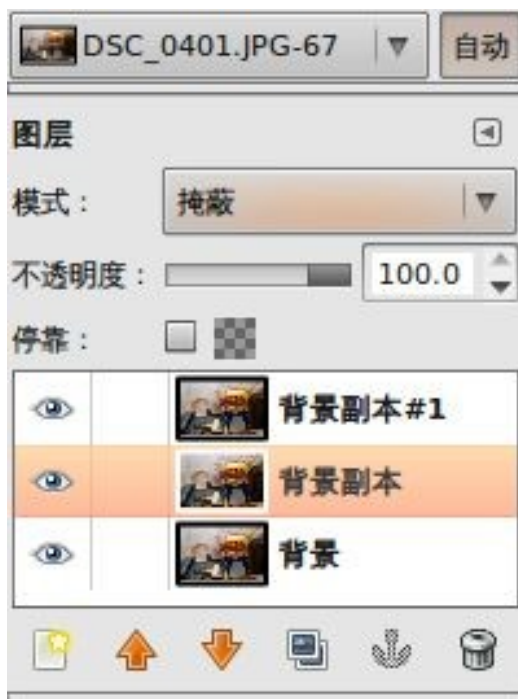 DSC_0401.JPG-67 自动
图层
模式： 掩蔽
不透明度： 100.0
停靠：
背景副本#1
背景副本
背景